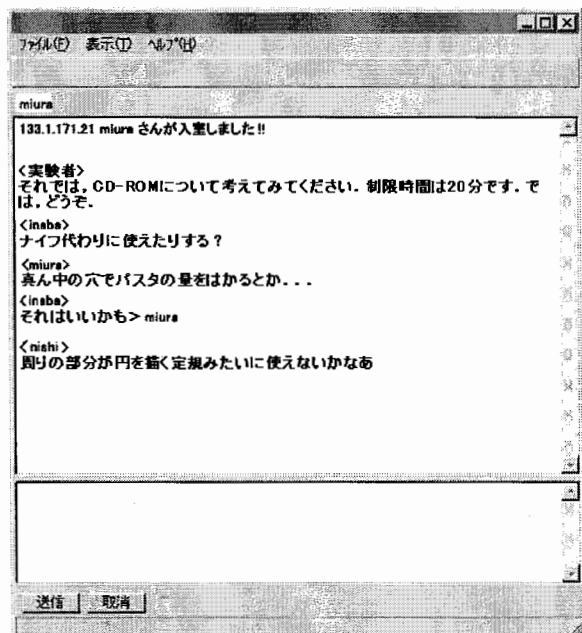 ファイル(F) 表示(T) ヘルプ(H)
miura
133.1.171.21 miura さんが入室しました!!
<実験者>
それでは，CD-ROMについて考えてみてください．制限時間は20分です．で
は，どうぞ．
<inaba>
ナイフ代わりに使えたりする？
<miura>
真ん中の穴でパスタの量をはかるとか．．．
<inaba>
それはいいかも> miura
<nishi>
周りの部分が円を描く定規みたいに使えないかなあ
送信 取消